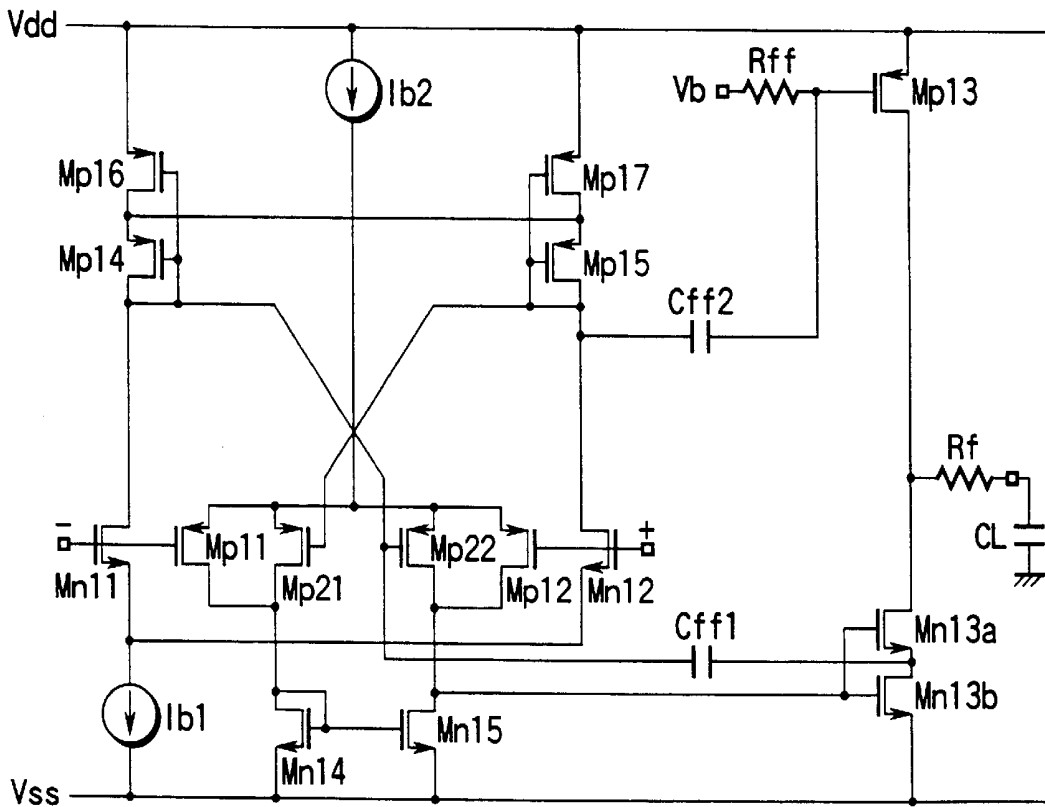 Vdd
Rff
Ib2
Vb
Mp13
Mp16
Mp17
Mp14
Mp15
Cff2
Rf
−
+
Mp11
Mp22
CL
Mn11
Mp21
Mp12
Mn12
Cff1
Mn13a
Ib1
Mn15
Mn13b
Mn14
Vss